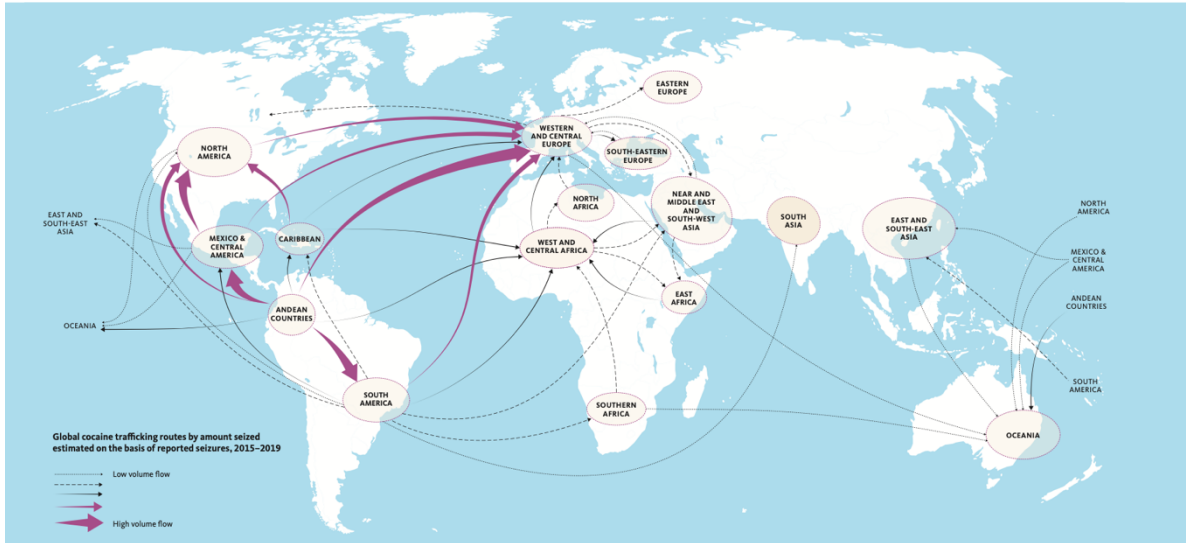 EASTERN
EUROPE
WESTERN
AND CENTRAL
EUROPE
NORTH
AMERICA
SOUTH-EASTERN
EUROPE
NORTH
AFRICA
NEAR AND
MIDDLE EAST
AND
SOUTH-WEST
ASIA
SOUTH
ASIA
EAST AND
SOUTH-EAST
ASIA
NORTH
AMERICA
EAST AND
SOUTH-EAST
ASIA
MEXICO &
CENTRAL
AMERICA
CARIBBEAN
WEST AND
CENTRAL AFRICA
MEXICO &
CENTRAL
AMERICA
EAST
AFRICA
ANDEAN
COUNTRIES
ANDEAN
COUNTRIES
OCEANIA
SOUTH
AMERICA
SOUTH
AMERICA
SOUTHERN
AFRICA
OCEANIA
Global cocaine trafficking routes by amount seized
estimated on the basis of reported seizures, 2015–2019
Low volume flow
High volume flow